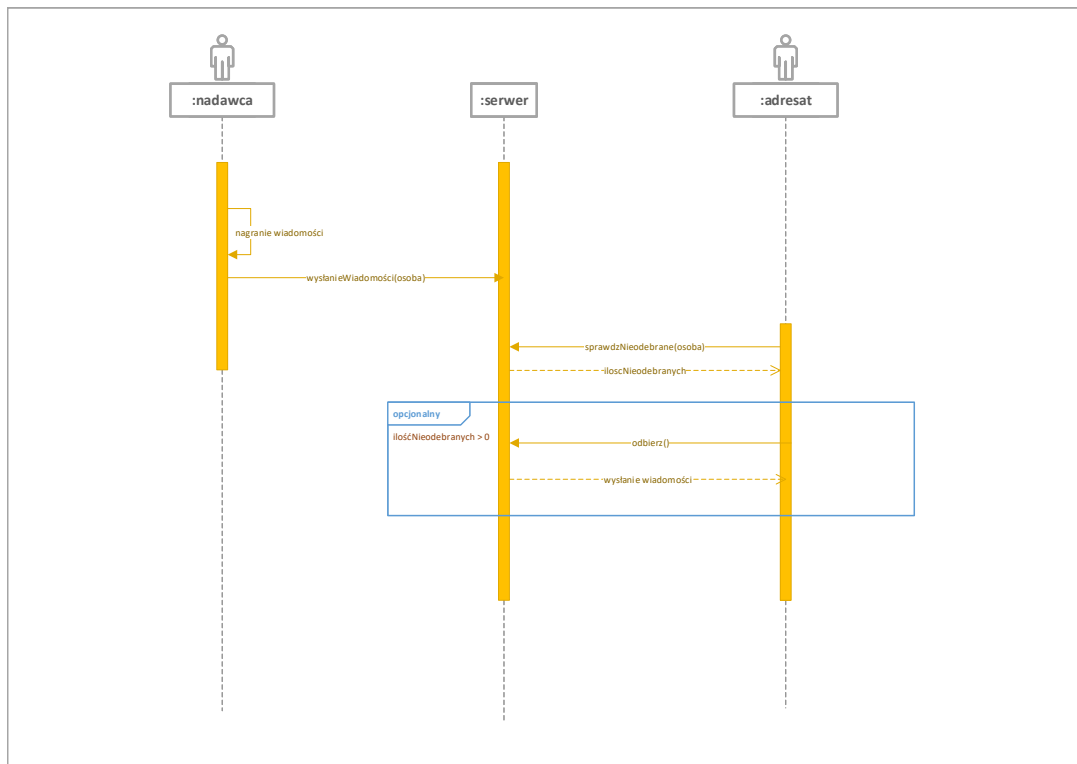 :nadawca
:serwer
:adresat
nagranie wiadomości
wysłanieWiadomości(osoba)
sprawdzNieodebrane(osoba)
iloscNieodebranych
opcjonalny
ilośćNieodebranych > 0
odbierz()
wysłanie wiadomości